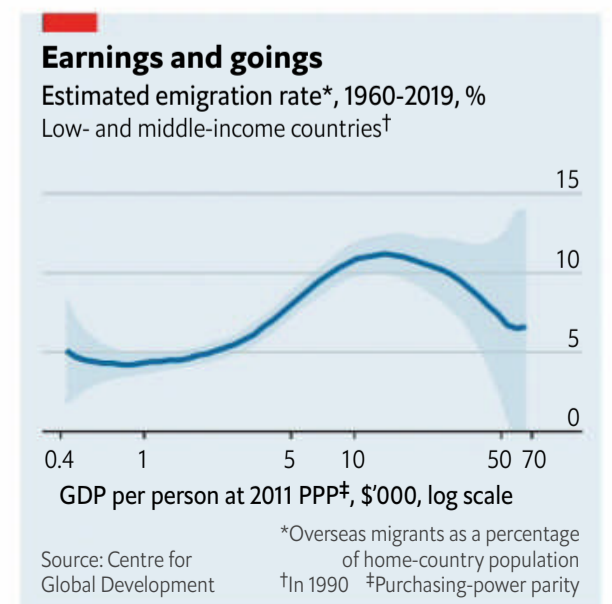 Earnings and goings
Estimated emigration rate*, 1960-2019, %
Low- and middle-income countries†
15
10
5
0
0.4 1 5 10 50 70
GDP per person at 2011 PPP‡, $’000, log scale
*Overseas migrants as a percentage
of home-country population
†In 1990 ‡Purchasing-power parity
Source: Centre for
Global Development